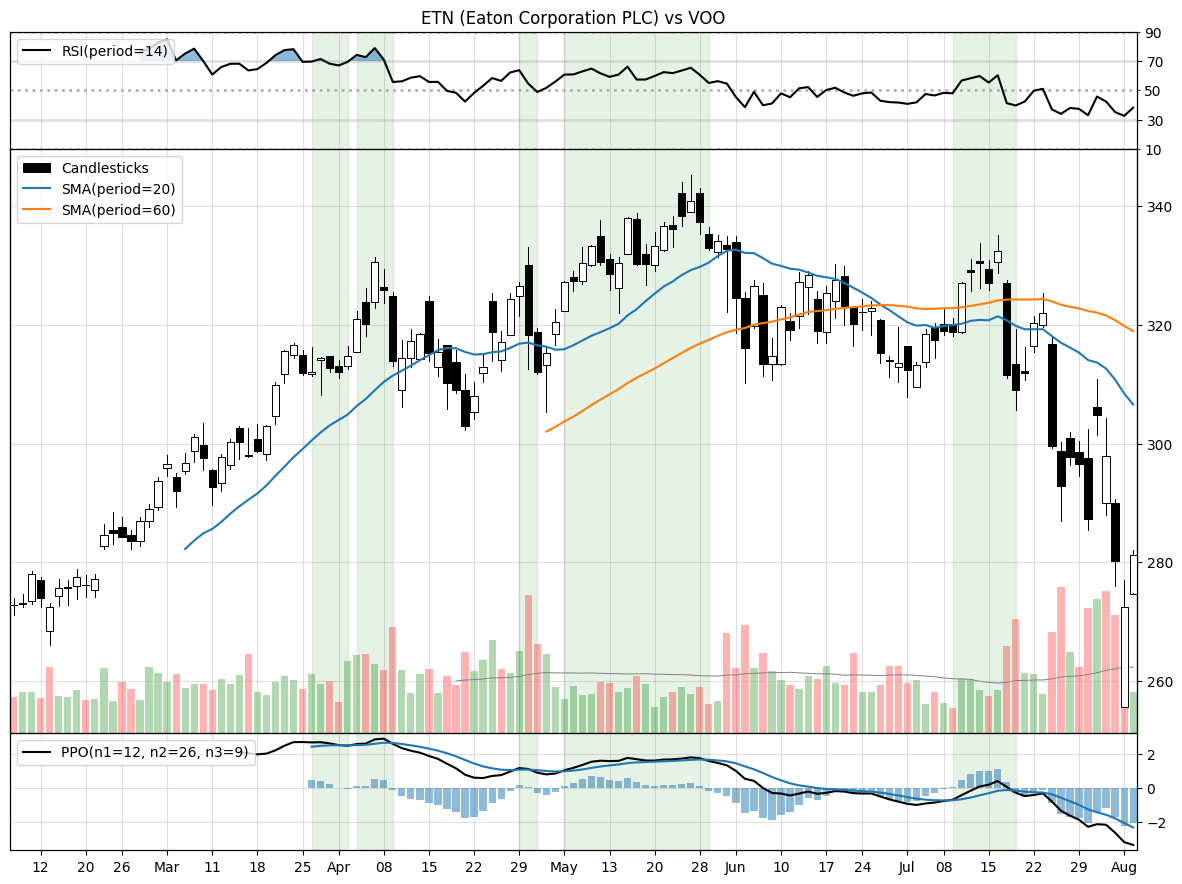 ETN (Eaton Corporation PLC) vs VOO
RSI(period=14)
90
70
50
30
10
Candlesticks
SMA(period=20)
SMA(period=60)
340
320
300
280
260
PPO(n1=12, n2=26, n3=9)
2
0
−2
12 20 26 Mar 11 18 25 Apr 08 15 22 29 May 13 20 28 Jun 10 17 24 Jul 08 15 22 29 Aug